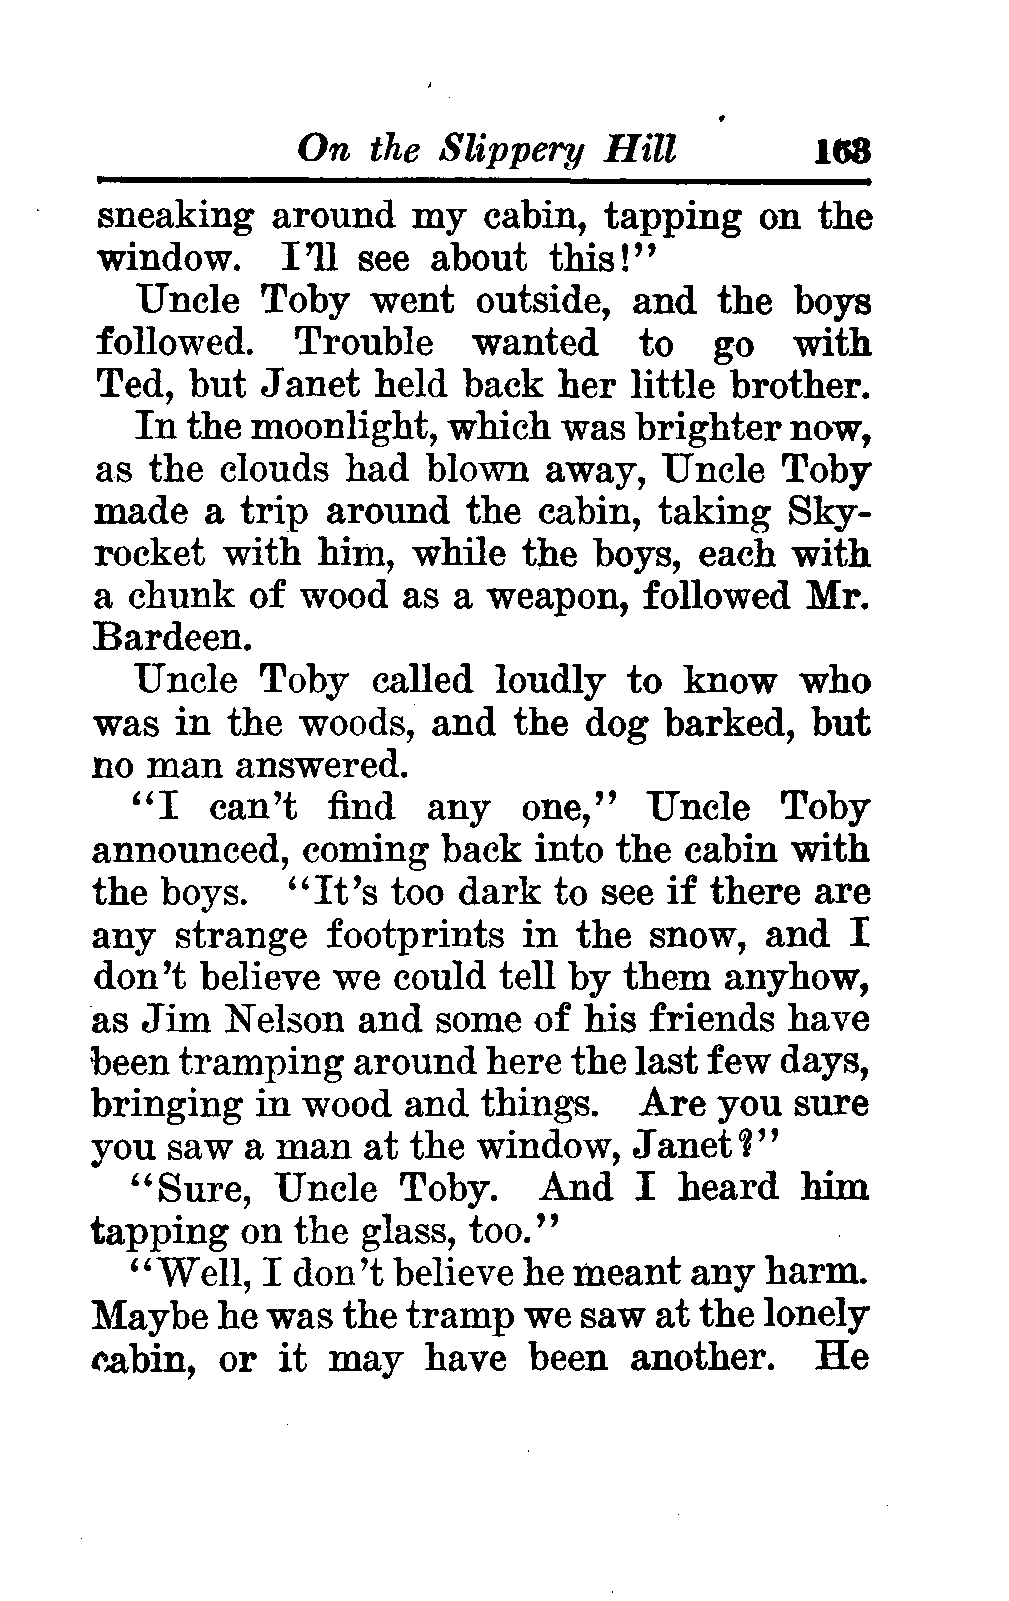 On the Slippery Hill 163
sneaking around my cabin, tapping on the
window. I'll see about this!"
Uncle Toby went outside, and the boys
followed. Trouble wanted to go with
Ted, but Janet held back her little brother.
In the moonlight, which was brighter now,
as the clouds had blown away, Uncle Toby
made a trip around the cabin, taking Sky-
rocket with him, while the boys, each with
a chunk of wood as a weapon, followed Mr.
Bardeen.
Uncle Toby called loudly to know who
was in the woods, and the dog barked, but
no man answered.
"I can't find any one," Uncle Toby
announced, coming back into the cabin with
the boys. "It's too dark to see if there are
any strange footprints in the snow, and I
don't believe we could tell by them anyhow,
as Jim Nelson and some of his friends have
been tramping around here the last few days,
bringing in wood and things. Are you sure
you saw a man at the window, Janet?"
"Sure, Uncle Toby. And I heard him
tapping on the glass, too."
"Well, I don't believe he meant any harm.
Maybe he was the tramp we saw at the lonely
cabin, or it may have been another. He